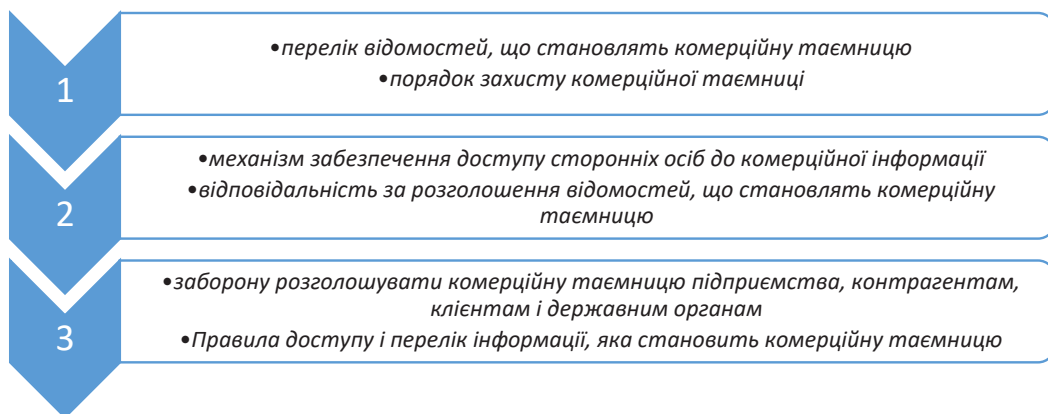 1
•перелік відомостей, що становлять комерційну таємницю
•порядок захисту комерційної таємниці
2
•механізм забезпечення доступу сторонніх осіб до комерційної інформації
•відповідальність за розголошення відомостей, що становлять комерційну
таємницю
3
•заборону розголошувати комерційну таємницю підприємства, контрагентам,
клієнтам і державним органам
•Правила доступу і перелік інформації, яка становить комерційну таємницю